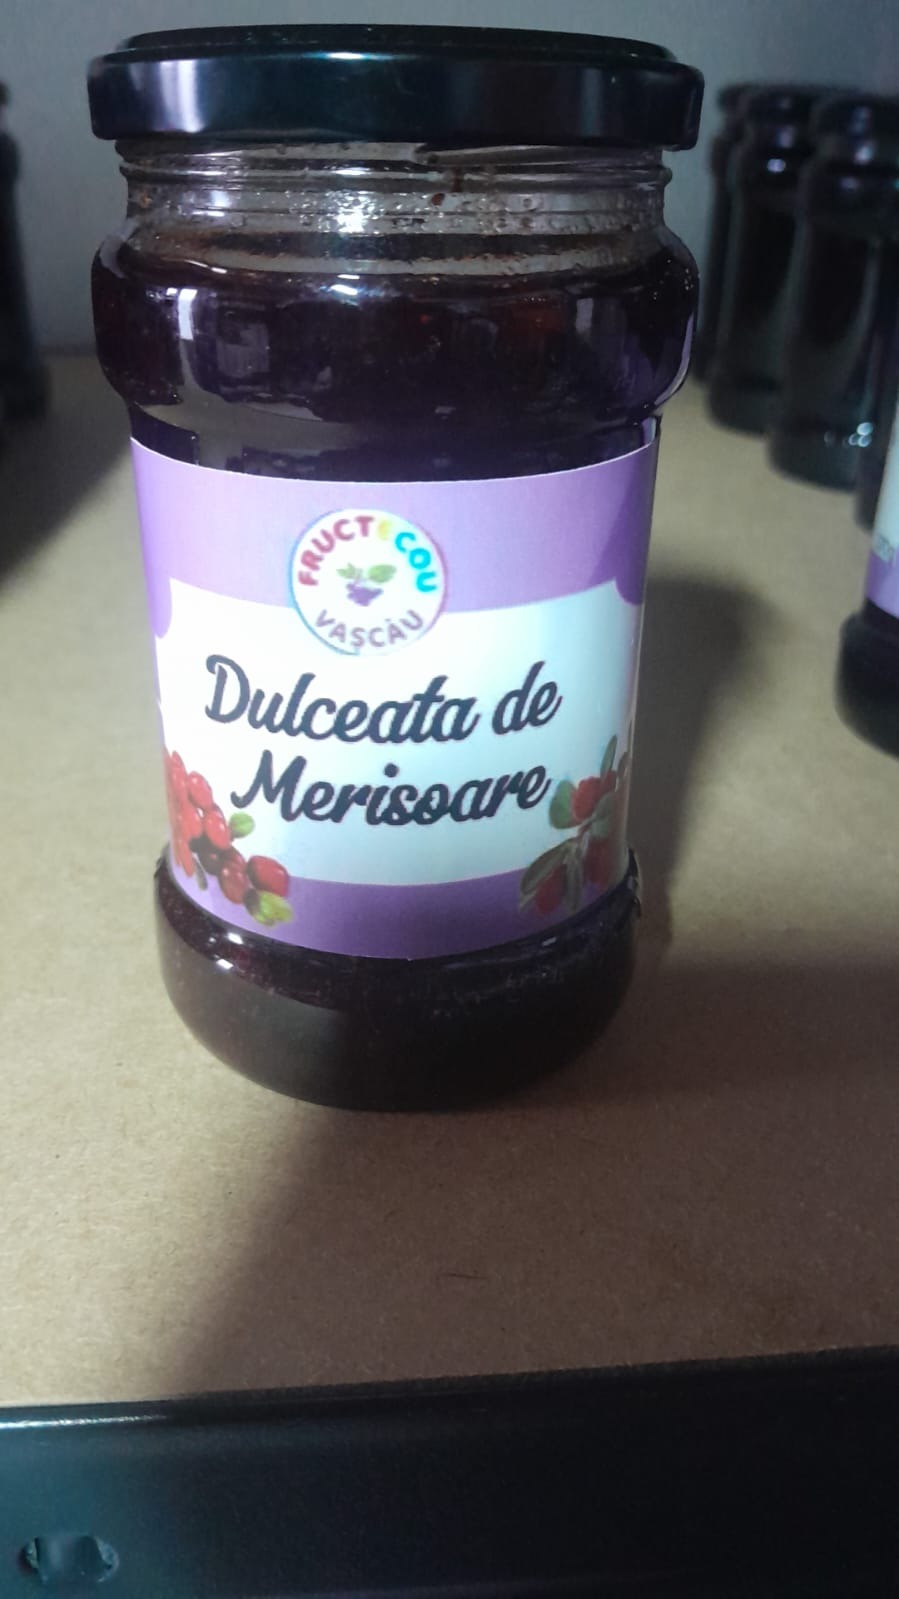 FRUCTECOU
VAȘCĂU
Dulceata de
Merisoare